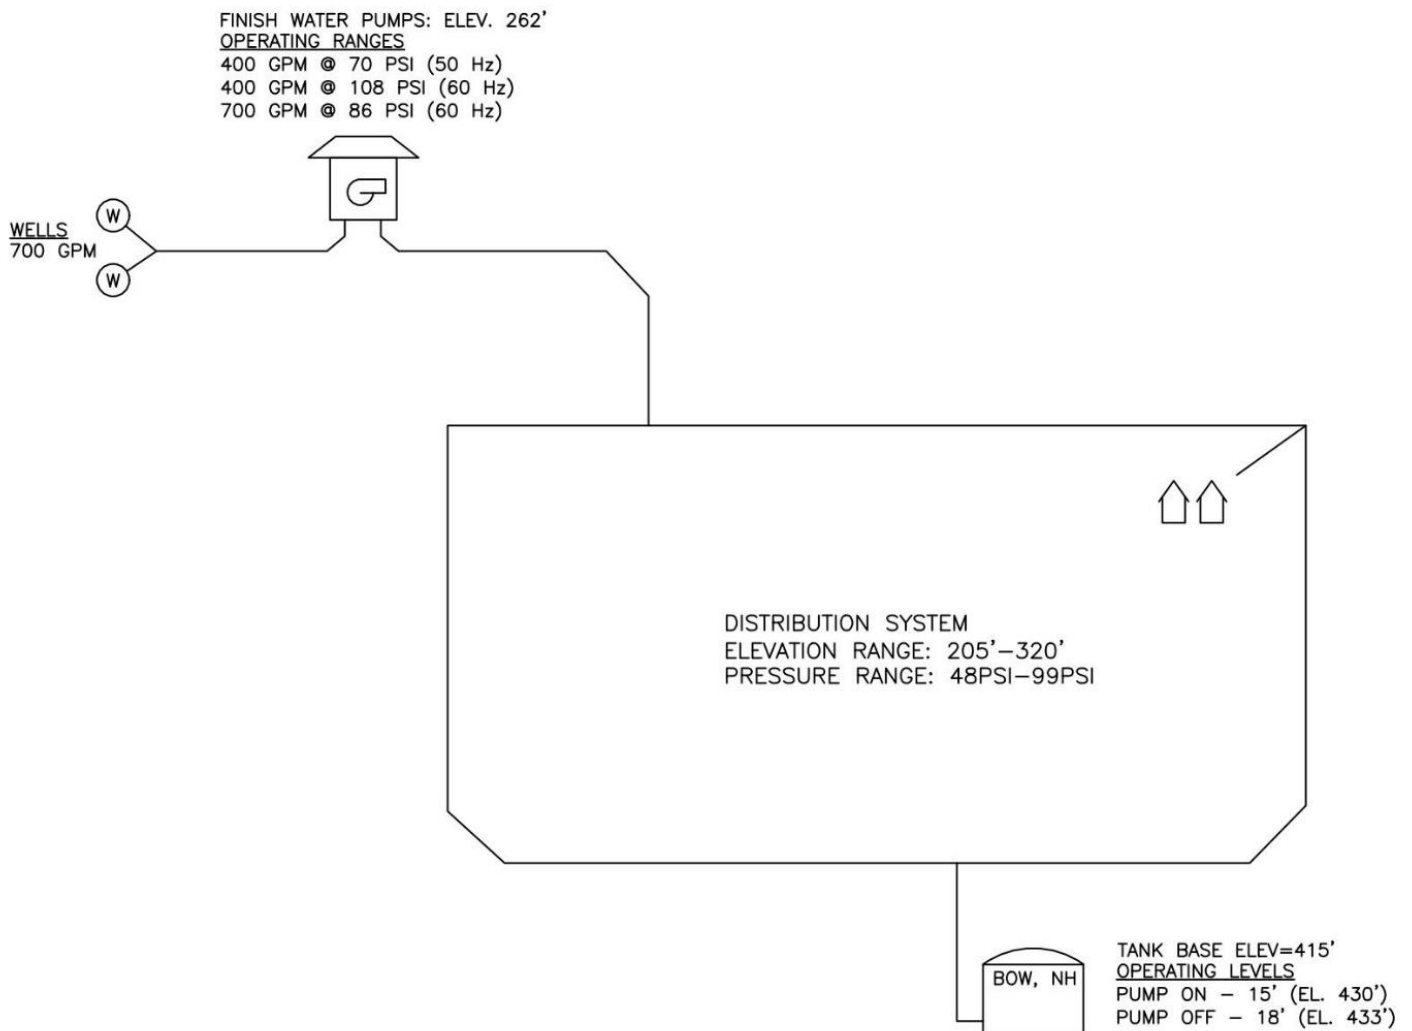 FINISH WATER PUMPS: ELEV. 262'
OPERATING RANGES
400 GPM @ 70 PSI (50 Hz)
400 GPM @ 108 PSI (60 Hz)
700 GPM @ 86 PSI (60 Hz)
W
WELLS
700 GPM
W
DISTRIBUTION SYSTEM
ELEVATION RANGE: 205'-320'
PRESSURE RANGE: 48PSI-99PSI
BOW, NH
TANK BASE ELEV=415'
OPERATING LEVELS
PUMP ON - 15' (EL. 430')
PUMP OFF - 18' (EL. 433')